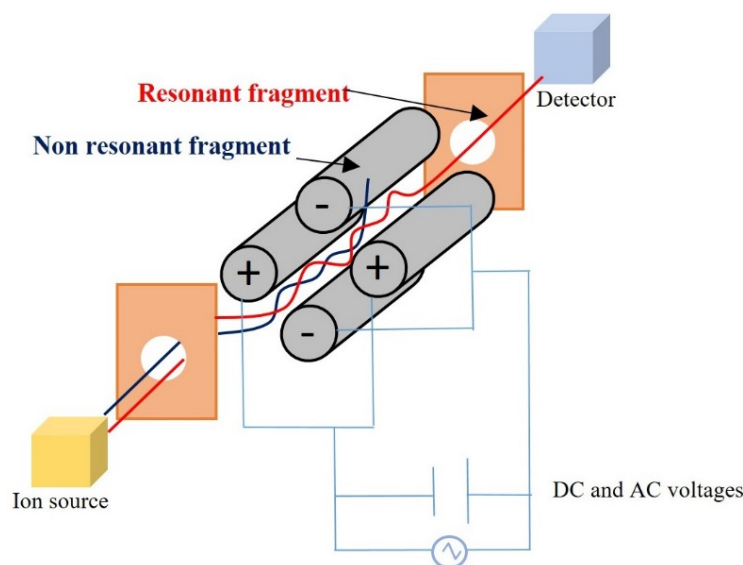 Resonant fragment
Detector
Non resonant fragment
-
+
+
-
Ion source
DC and AC voltages